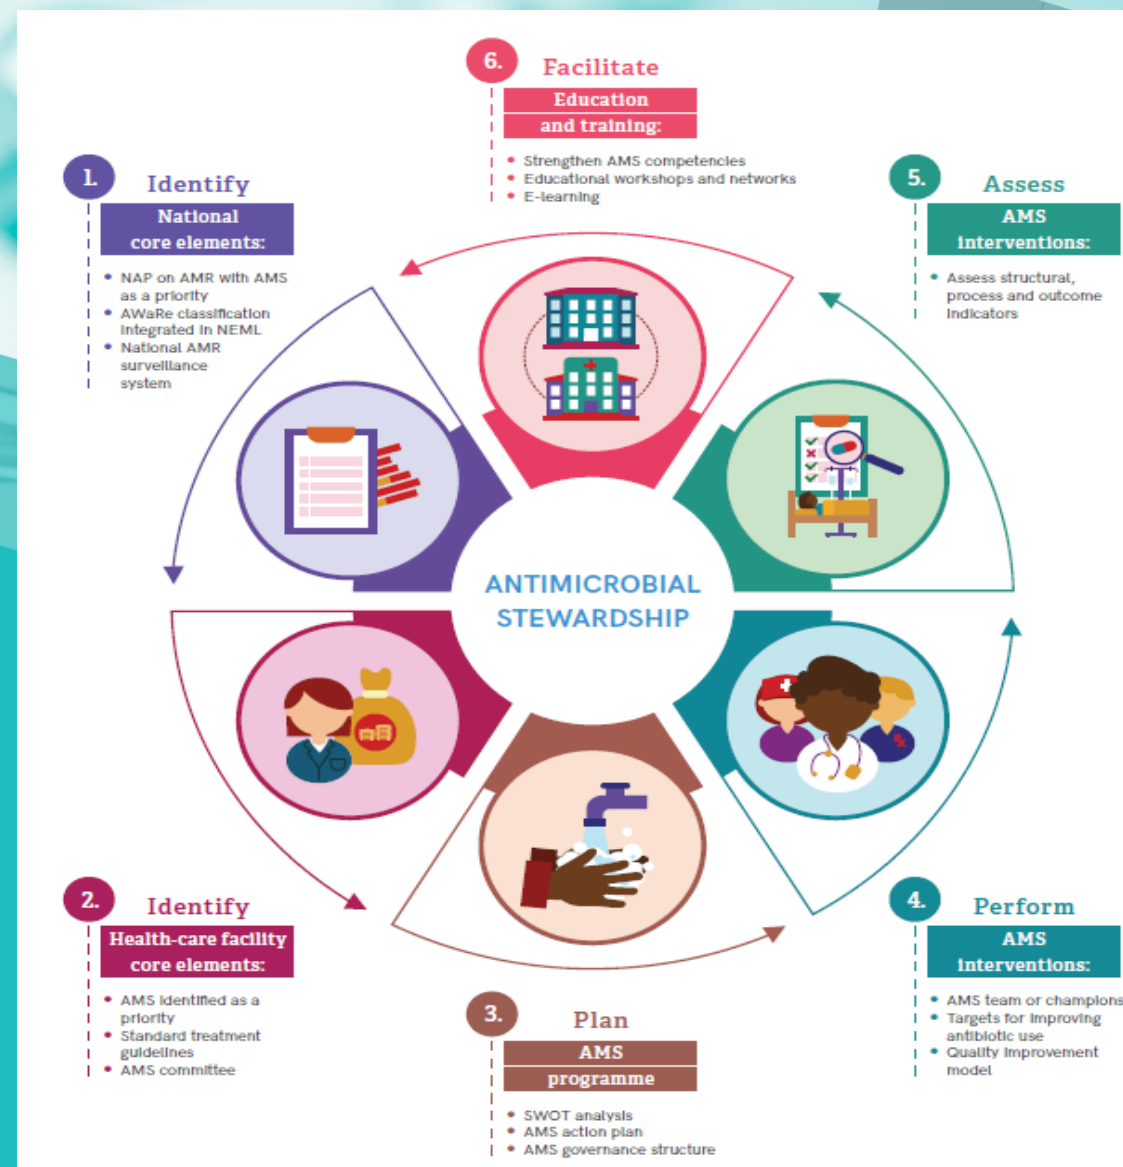 6.
Facilitate
Education
and training:
• Strengthen AMS competencies
• Educational workshops and networks
• E-learning
1.
Identify
National
core elements:
• NAP on AMR with AMS
as a priority
• AWaRe classification
integrated in NEML
• National AMR
surveillance
system
5.
Assess
AMS
interventions:
• Assess structural,
process and outcome
indicators
ANTIMICROBIAL
STEWARDSHIP
2.
Identify
Health-care facility
core elements:
• AMS identified as a
priority
• Standard treatment
guidelines
• AMS committee
3.
Plan
AMS
programme
• SWOT analysis
• AMS action plan
• AMS governance structure
4.
Perform
AMS
interventions:
• AMS team or champions
• Targets for improving
antibiotic use
• Quality improvement
model